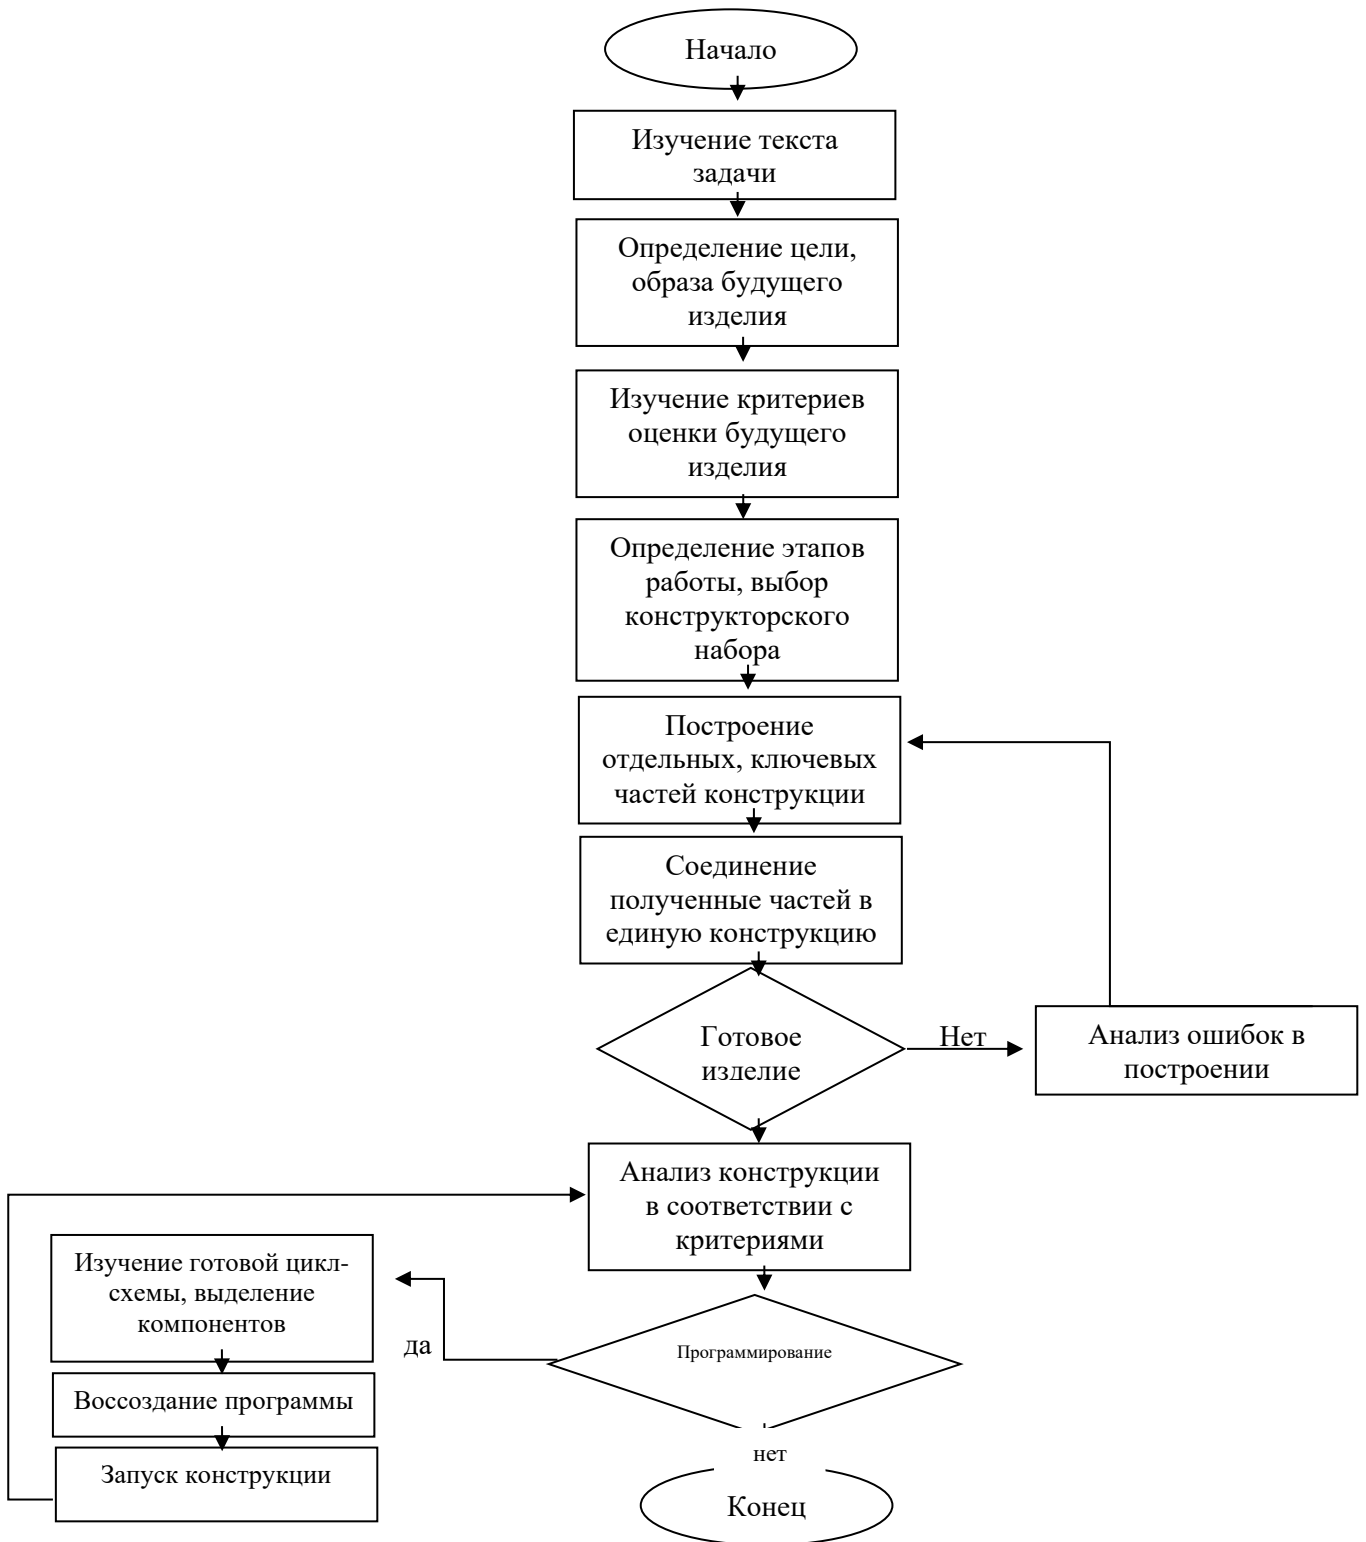 Начало
Изучение текста
задачи
Определение цели,
образа будущего
изделия
Изучение критериев
оценки будущего
изделия
Определение этапов
работы, выбор
конструкторского
набора
Построение
отдельных, ключевых
частей конструкции
Соединение
полученные частей в
единую конструкцию
Готовое
изделие
Нет
Анализ ошибок в
построении
Анализ конструкции
в соответствии с
критериями
Программирование
да
Изучение готовой цикл-
схемы, выделение
компонентов
Воссоздание программы
Запуск конструкции
нет
Конец